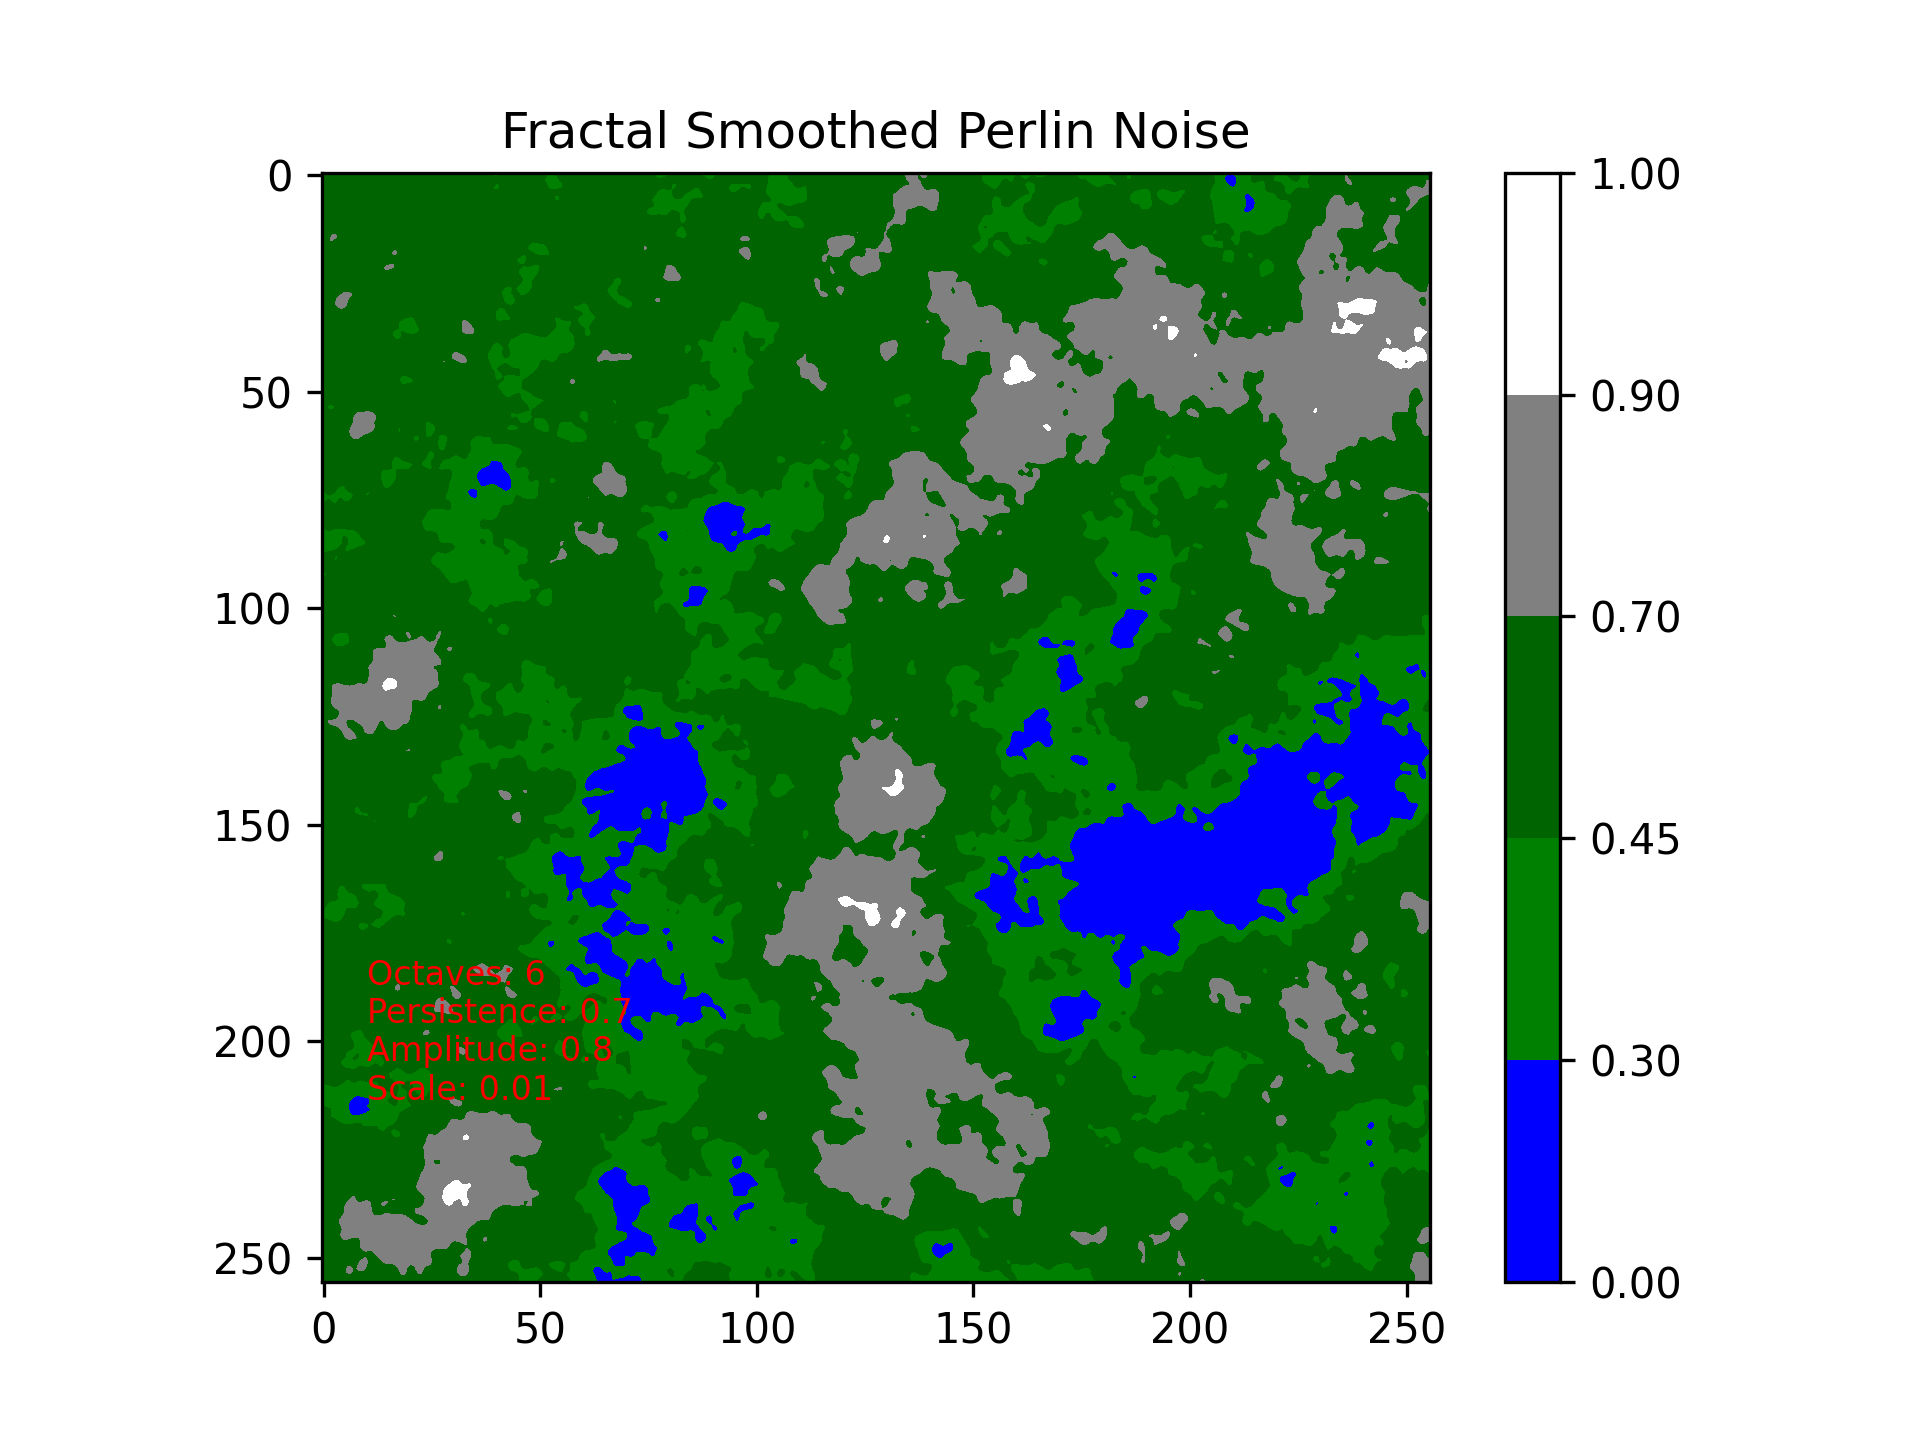 Fractal Smoothed Perlin Noise
0
50
100
150
200
250
Octaves: 6
Persistence: 0.7
Amplitude: 0.8
Scale: 0.01
0 50 100 150 200 250
1.00
0.90
0.70
0.45
0.30
0.00